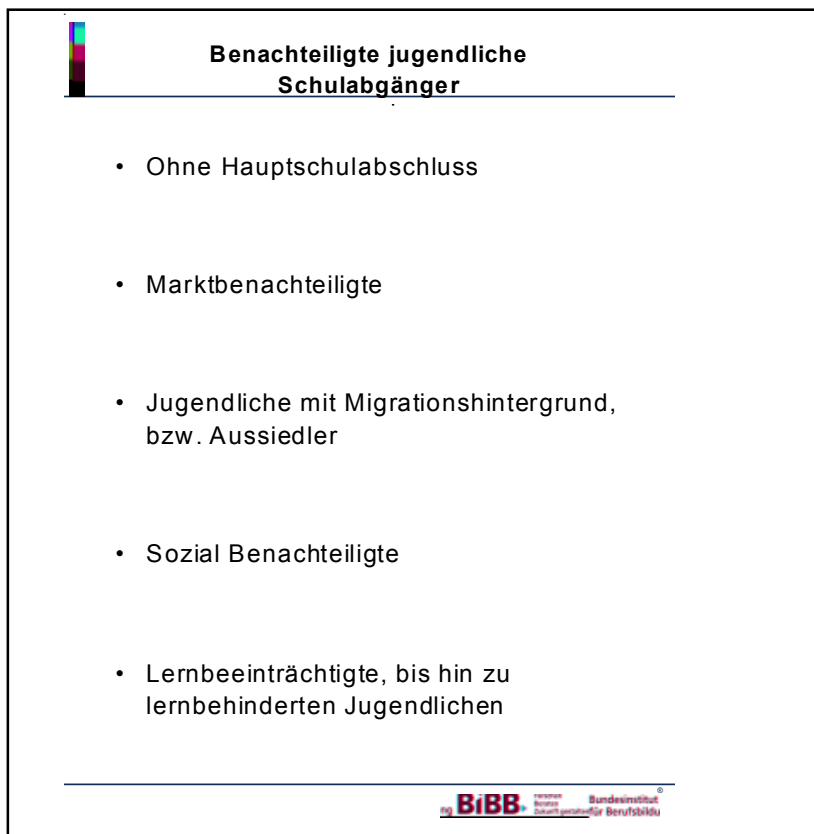 Benachteiligte jugendliche
Schulabgänger
• Ohne Hauptschulabschluss
• Marktbenachteiligte
• Jugendliche mit Migrationshintergrund,
bzw. Aussiedler
• Sozial Benachteiligte
• Lernbeeinträchtigte, bis hin zu
lernbehinderten Jugendlichen
ng BiBB. Bundesinstitut
für Berufsbildu
®